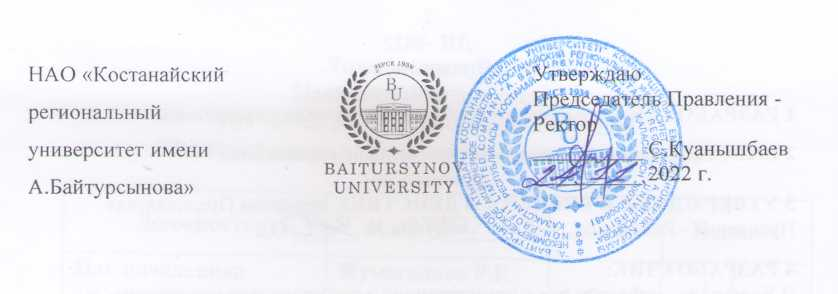 НАО «Костанайский
региональный
университет имени
А.Байтурсынова»
BAITURSYNOV
UNIVERSITY
Утверждаю
Председатель Правления -
Ректор
С.Куанышбаев
2022 г.